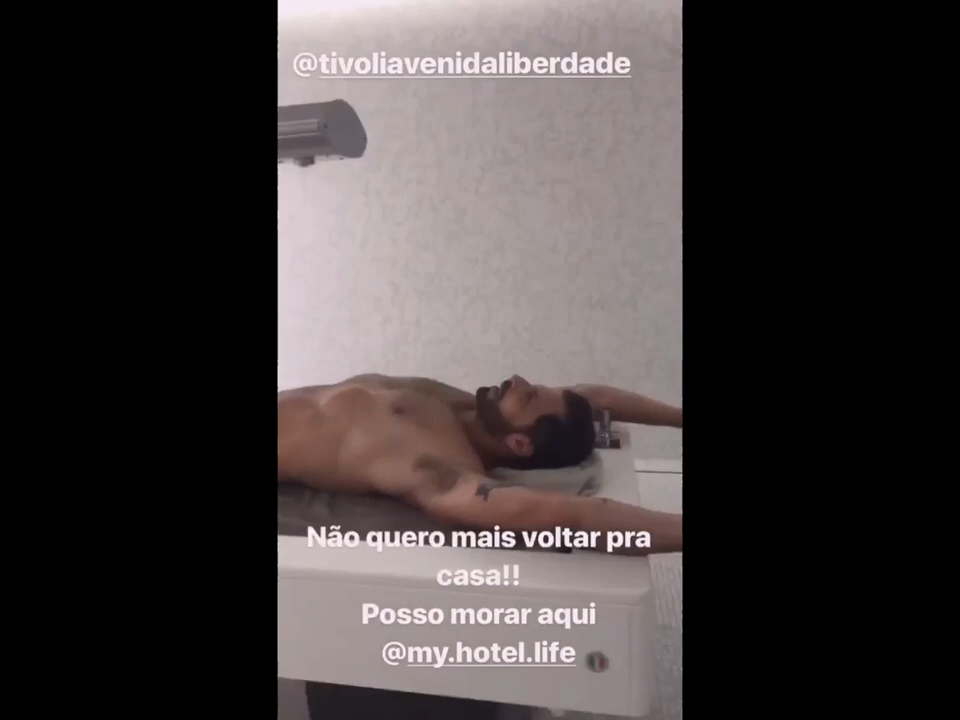 @tivoliavenidaliberdade
Não quero mais voltar pra
casa!!
Posso morar aqui
@my.hotel.life